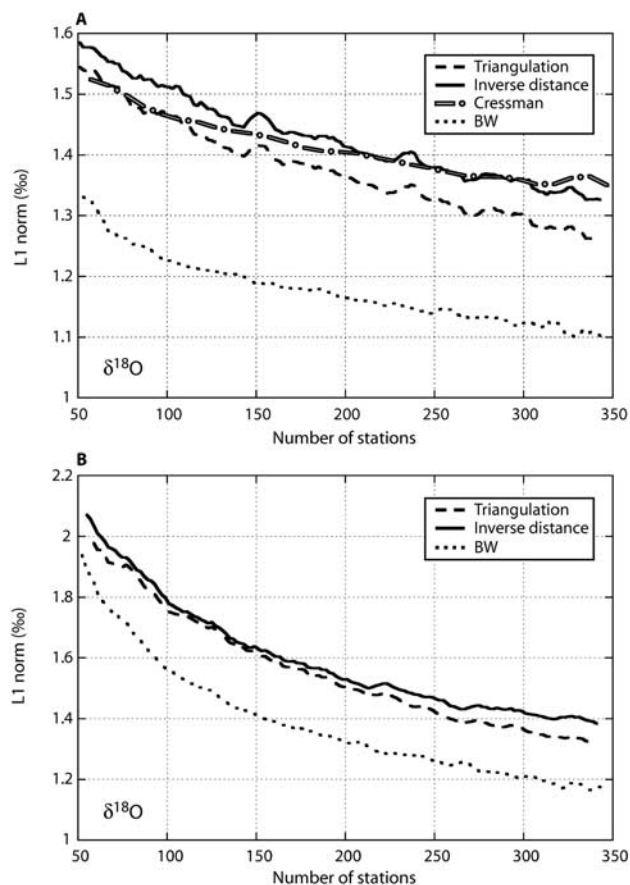 A
1.6
1.5
1.4
1.3
1.2
1.1
1
L1 norm (‰)
Triangulation
Inverse distance
Cressman
BW
δ18O
50 100 150 200 250 300 350
Number of stations
B
2.2
2
1.8
1.6
1.4
1.2
1
L1 norm (‰)
Triangulation
Inverse distance
BW
δ18O
50 100 150 200 250 300 350
Number of stations